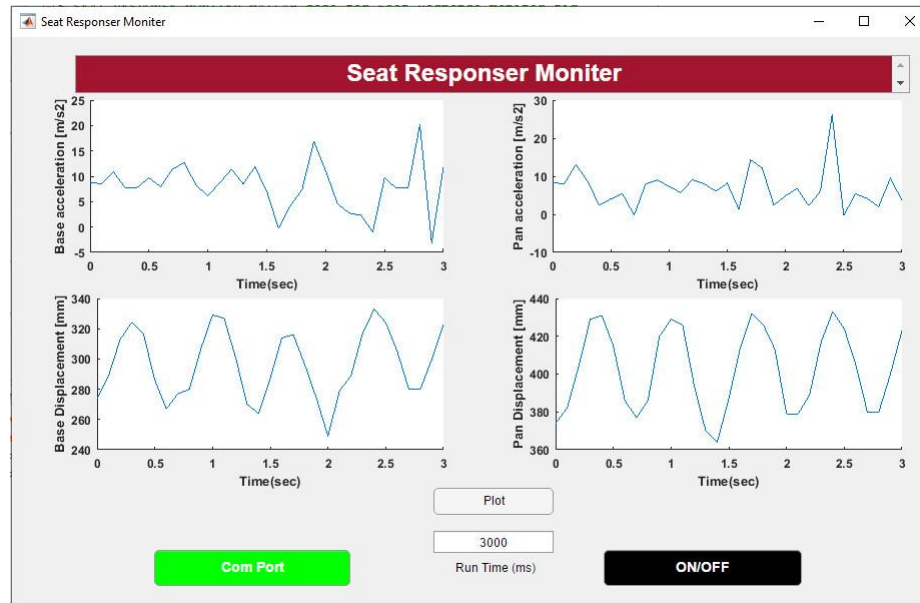 Seat Responser Moniter
Seat Responser Moniter
Base acceleration [m/s2]
25
20
15
10
5
0
-5
0 0.5 1 1.5 2 2.5 3
Time(sec)
Pan acceleration [m/s2]
30
20
10
0
-10
0 0.5 1 1.5 2 2.5 3
Time(sec)
Base Displacement [mm]
340
320
300
280
260
240
0 0.5 1 1.5 2 2.5 3
Time(sec)
Pan Displacement [mm]
440
420
400
380
360
0 0.5 1 1.5 2 2.5 3
Time(sec)
Plot
3000
Run Time (ms)
Com Port
ON/OFF